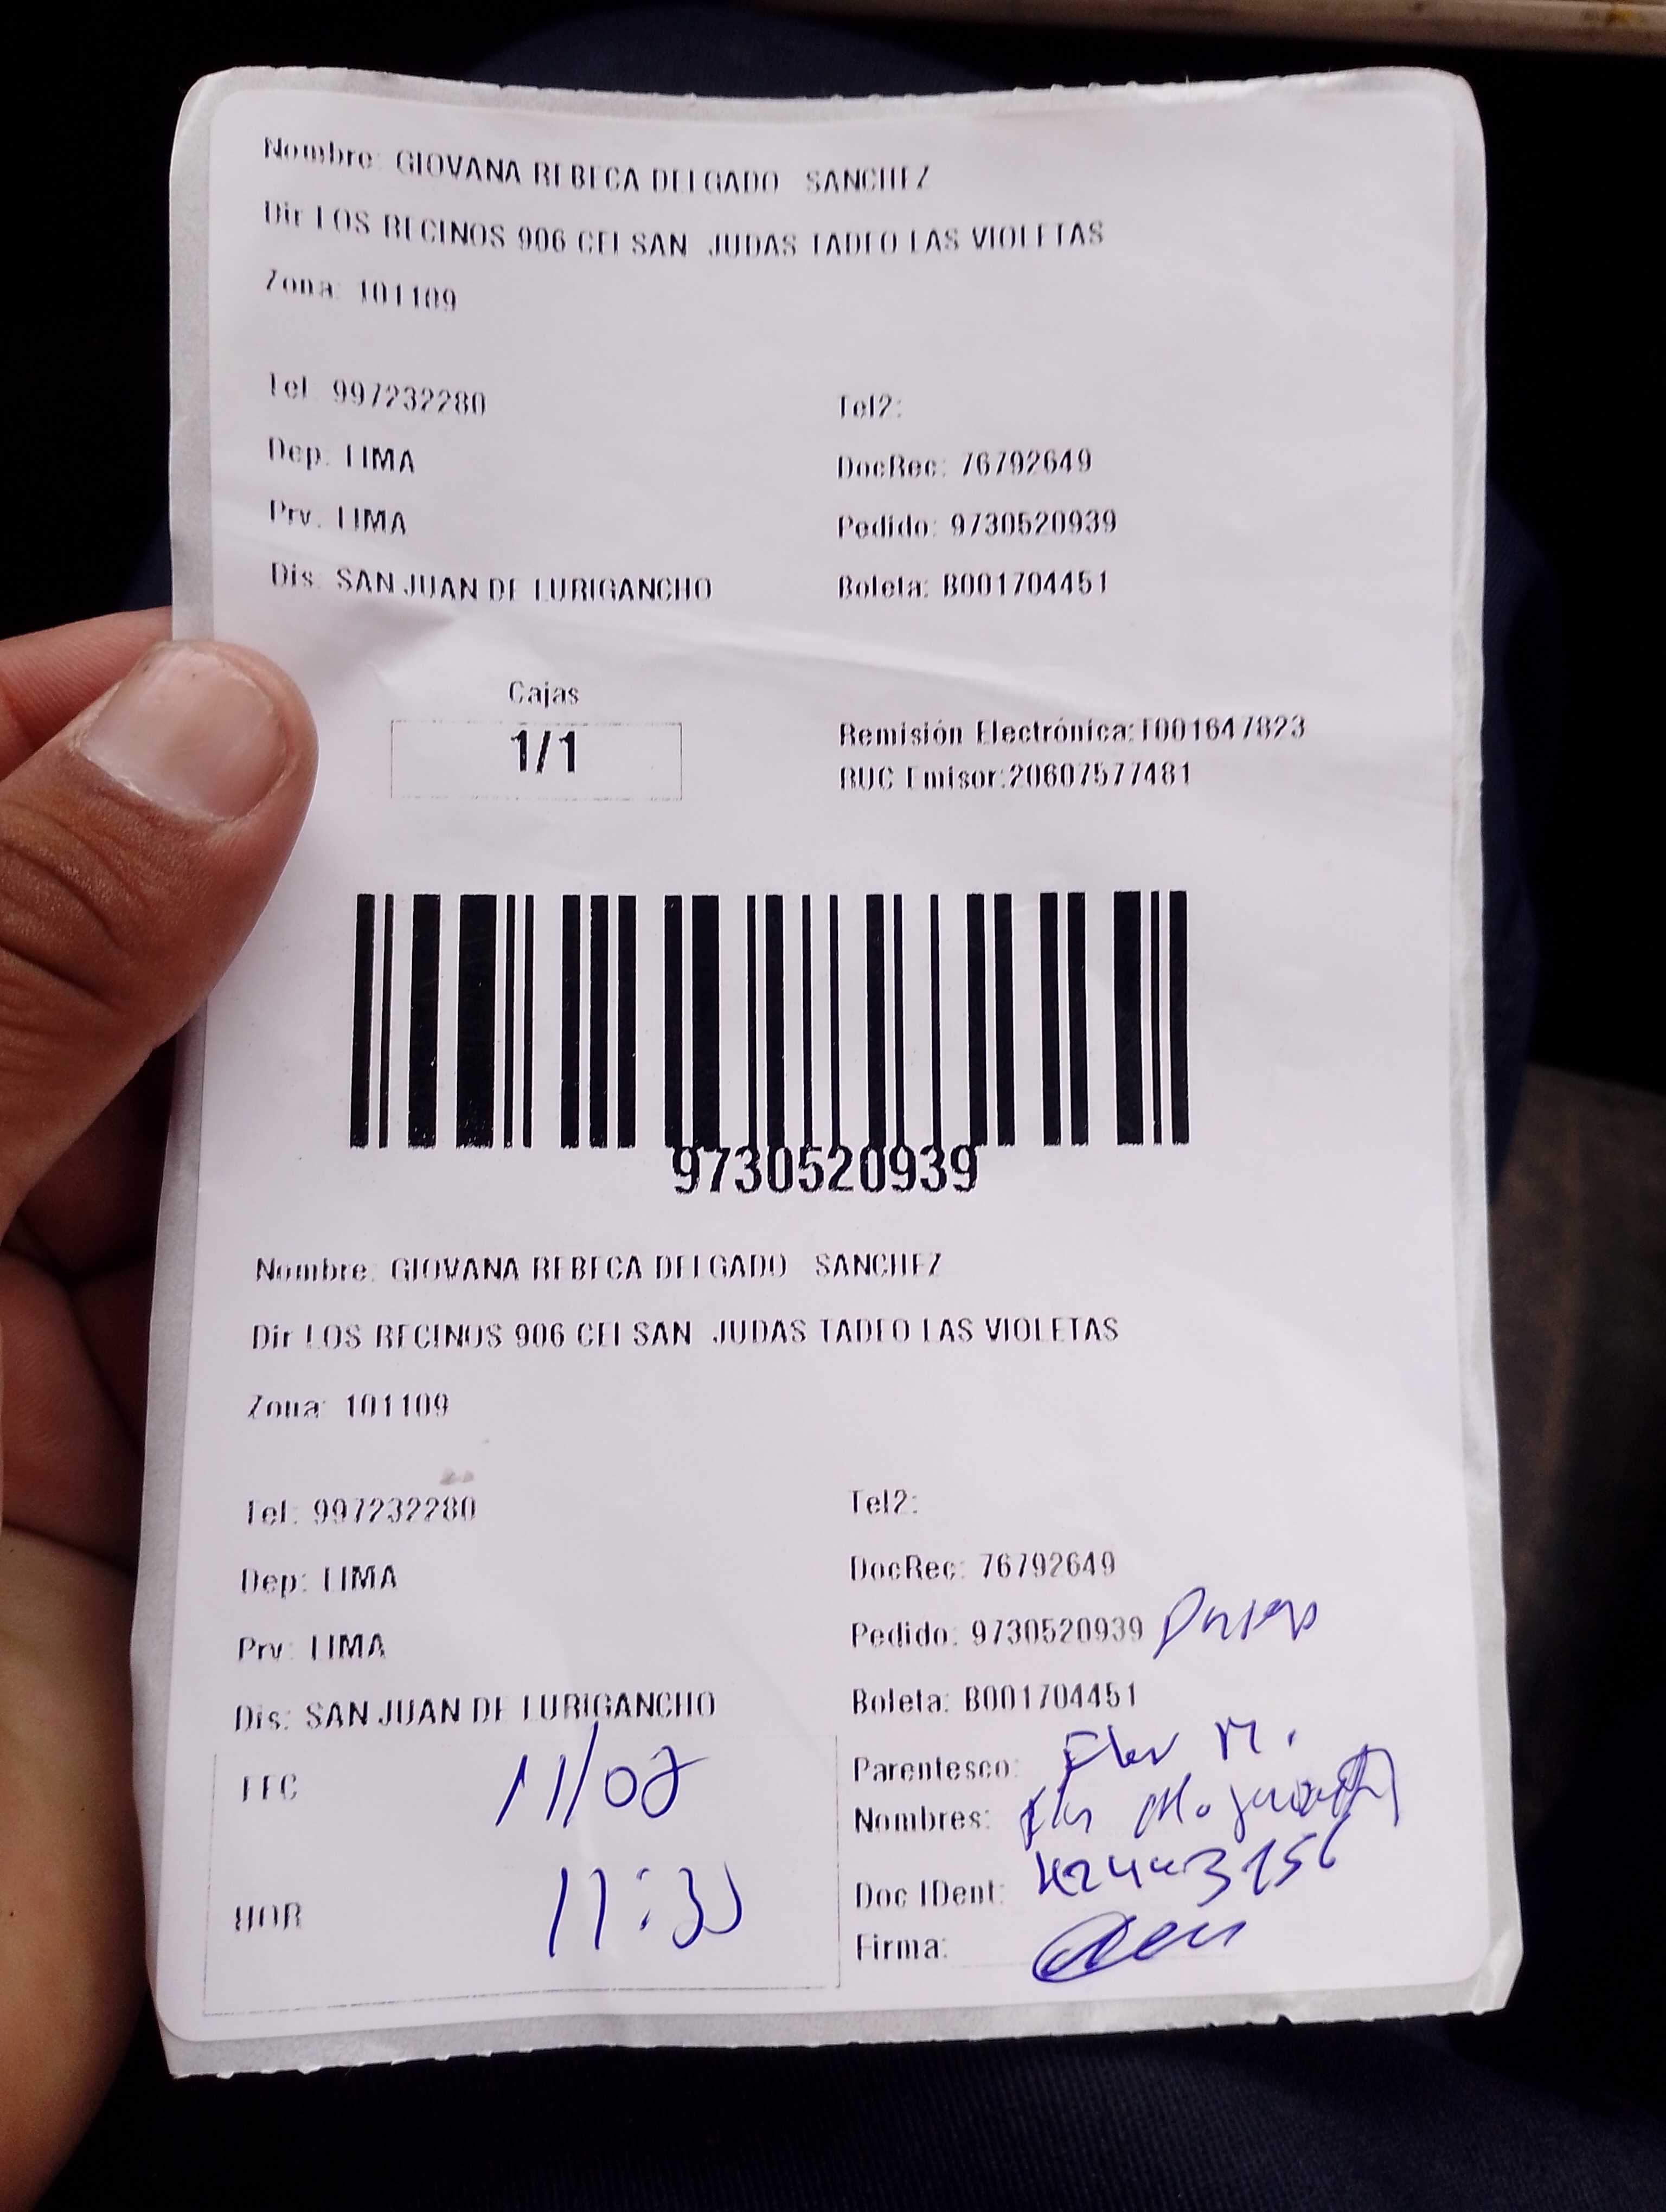 Nombre: GIOVANA REBECA DELGADO SANCHEZ
Dir LOS RECINOS 906 CEI SAN JUDAS TADEO LAS VIOLETAS
Zona: 101109
Tel: 997232280
Tel2:
Dep: LIMA
DocRec: 76792649
Prv: LIMA
Pedido: 9730520939
Dis: SAN JUAN DE LURIGANCHO
Boleta: B001704451
Cajas
1/1
Remisión Electrónica:T001647823
RUC Emisor:20607577481
9730520939
Nombre: GIOVANA REBECA DELGADO SANCHEZ
Dir LOS RECINOS 906 CEI SAN JUDAS TADEO LAS VIOLETAS
Zona: 101109
Tel: 997232280
Tel2:
Dep: LIMA
DocRec: 76792649
Prv: LIMA
Pedido: 9730520939
Dis: SAN JUAN DE LURIGANCHO
Boleta: B001704451
FEC 11/02
Parentesco: M.
Nombres:
HOR
Doc IDent:
Firma: